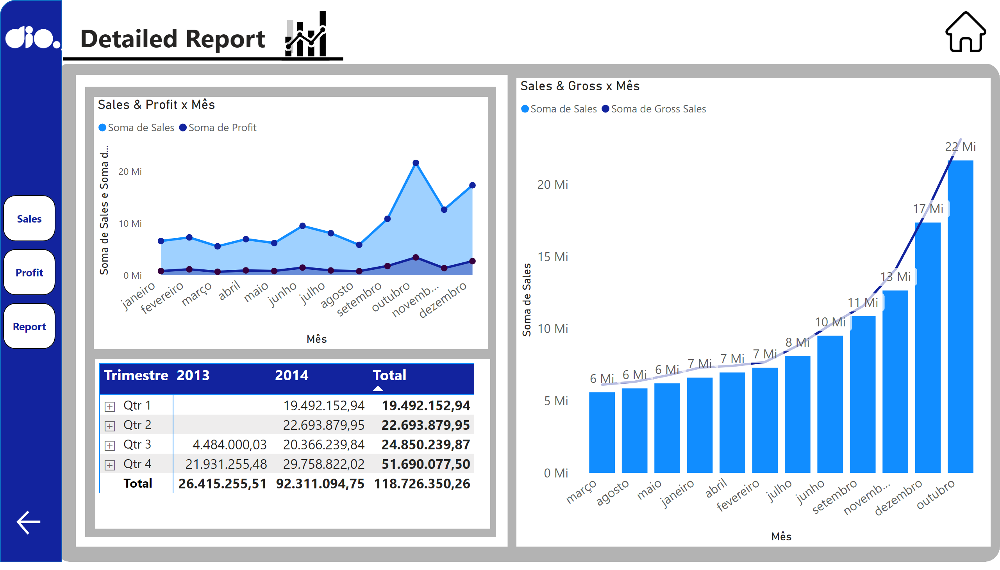 dio.
Detailed Report
Sales
Profit
Report
Sales & Profit x Mês
Soma de Sales Soma de Profit
Soma de Sales e Soma d...
20 Mi
10 Mi
0 Mi
janeiro
fevereiro
março
abril
maio
junho
julho
agosto
setembro
outubro
novemb...
dezembro
Mês
Trimestre 2013 2014 Total
Qtr 1 19.492.152,94 19.492.152,94
Qtr 2 22.693.879,95 22.693.879,95
Qtr 3 4.484.000,03 20.366.239,84 24.850.239,87
Qtr 4 21.931.255,48 29.758.822,02 51.690.077,50
Total 26.415.255,51 92.311.094,75 118.726.350,26
Sales & Gross x Mês
Soma de Sales Soma de Gross Sales
Soma de Sales
20 Mi
15 Mi
10 Mi
5 Mi
0 Mi
6 Mi
6 Mi
6 Mi
7 Mi
7 Mi
7 Mi
8 Mi
10 Mi
11 Mi
13 Mi
17 Mi
22 Mi
março
agosto
maio
janeiro
abril
fevereiro
julho
junho
setembro
novemb...
dezembro
outubro
Mês